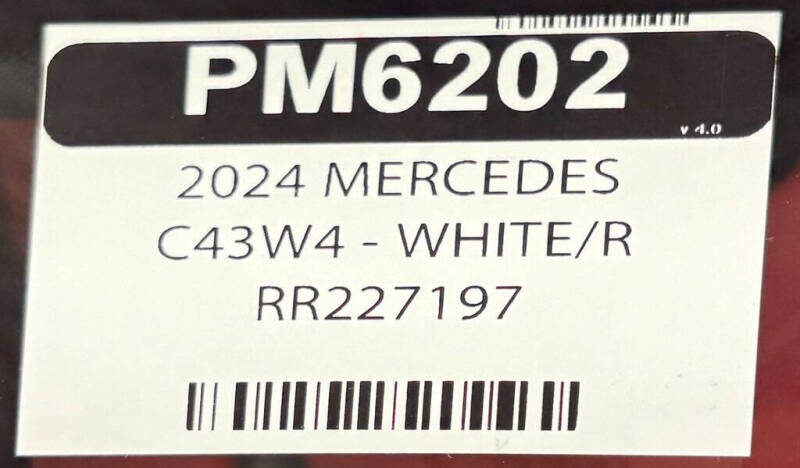 PM6202
v 4.0
2024 MERCEDES
C43W4 - WHITE/R
RR227197